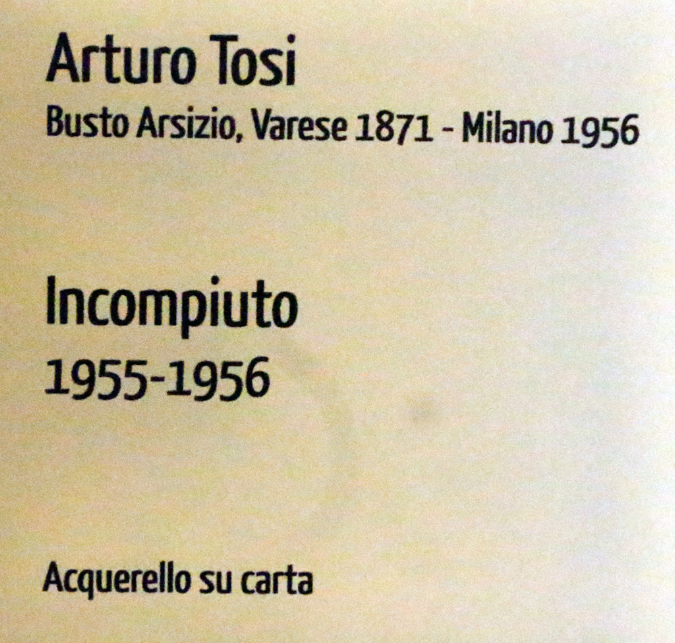 Arturo Tosi
Busto Arsizio, Varese 1871 - Milano 1956
Incompiuto
1955-1956
Acquerello su carta